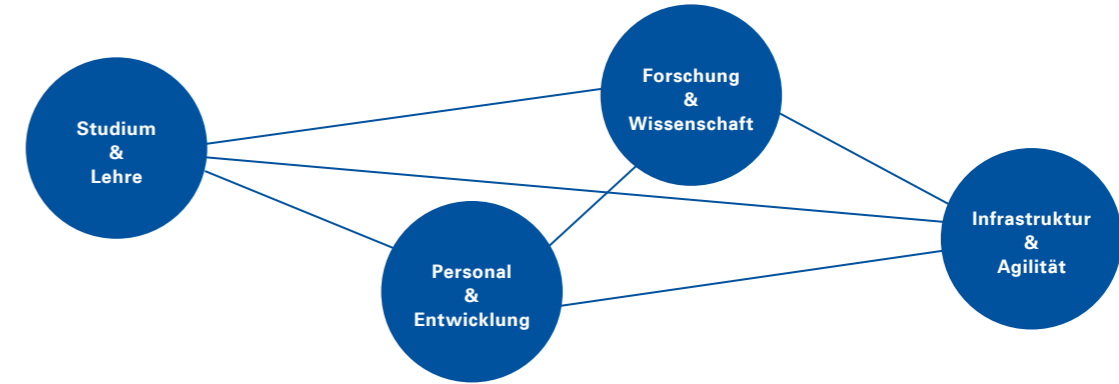 Studium
&
Lehre
Forschung
&
Wissenschaft
Personal
&
Entwicklung
Infrastruktur
&
Agilität